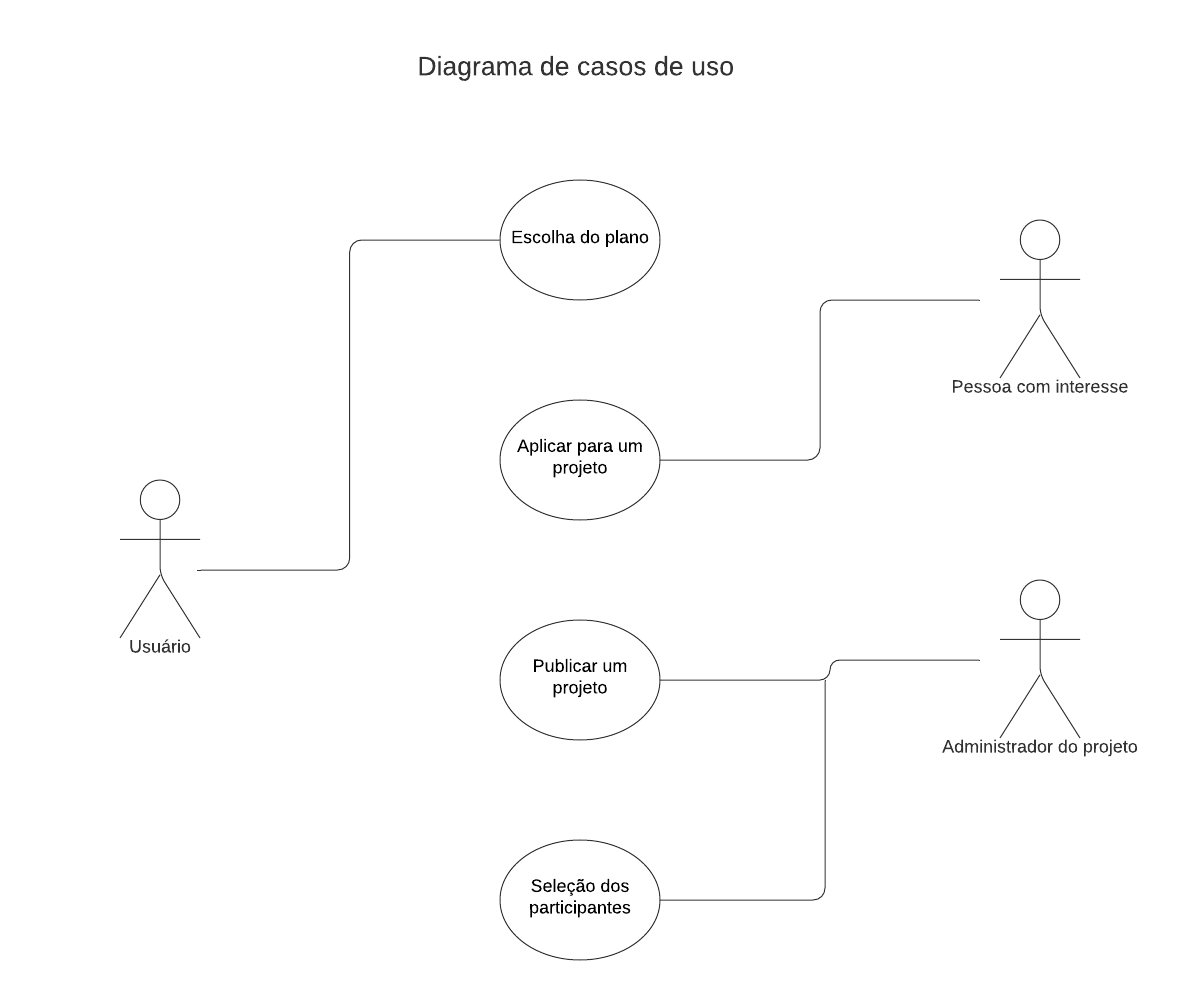 Diagrama de casos de uso
Escolha do plano
Pessoa com interesse
Aplicar para um
projeto
Usuário
Publicar um
projeto
Administrador do projeto
Seleção dos
participantes